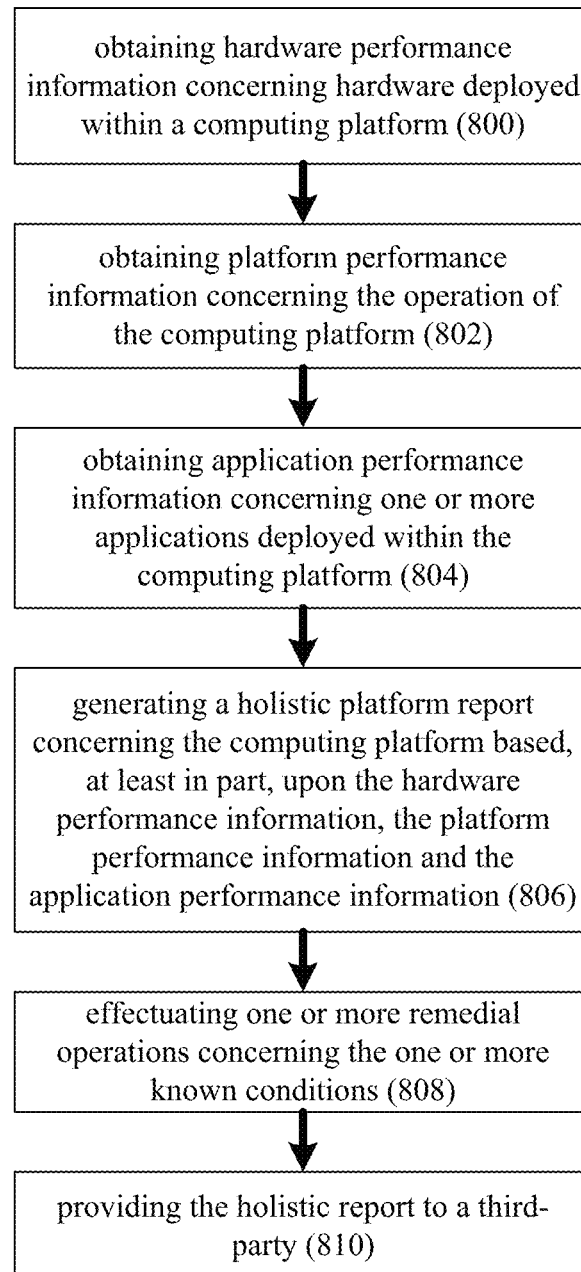 obtaining hardware performance
information concerning hardware deployed
within a computing platform (800)
obtaining platform performance
information concerning the operation of
the computing platform (802)
obtaining application performance
information concerning one or more
applications deployed within the
computing platform (804)
generating a holistic platform report
concerning the computing platform based,
at least in part, upon the hardware
performance information, the platform
performance information and the
application performance information (806)
effectuating one or more remedial
operations concerning the one or more
known conditions (808)
providing the holistic report to a third-
party (810)